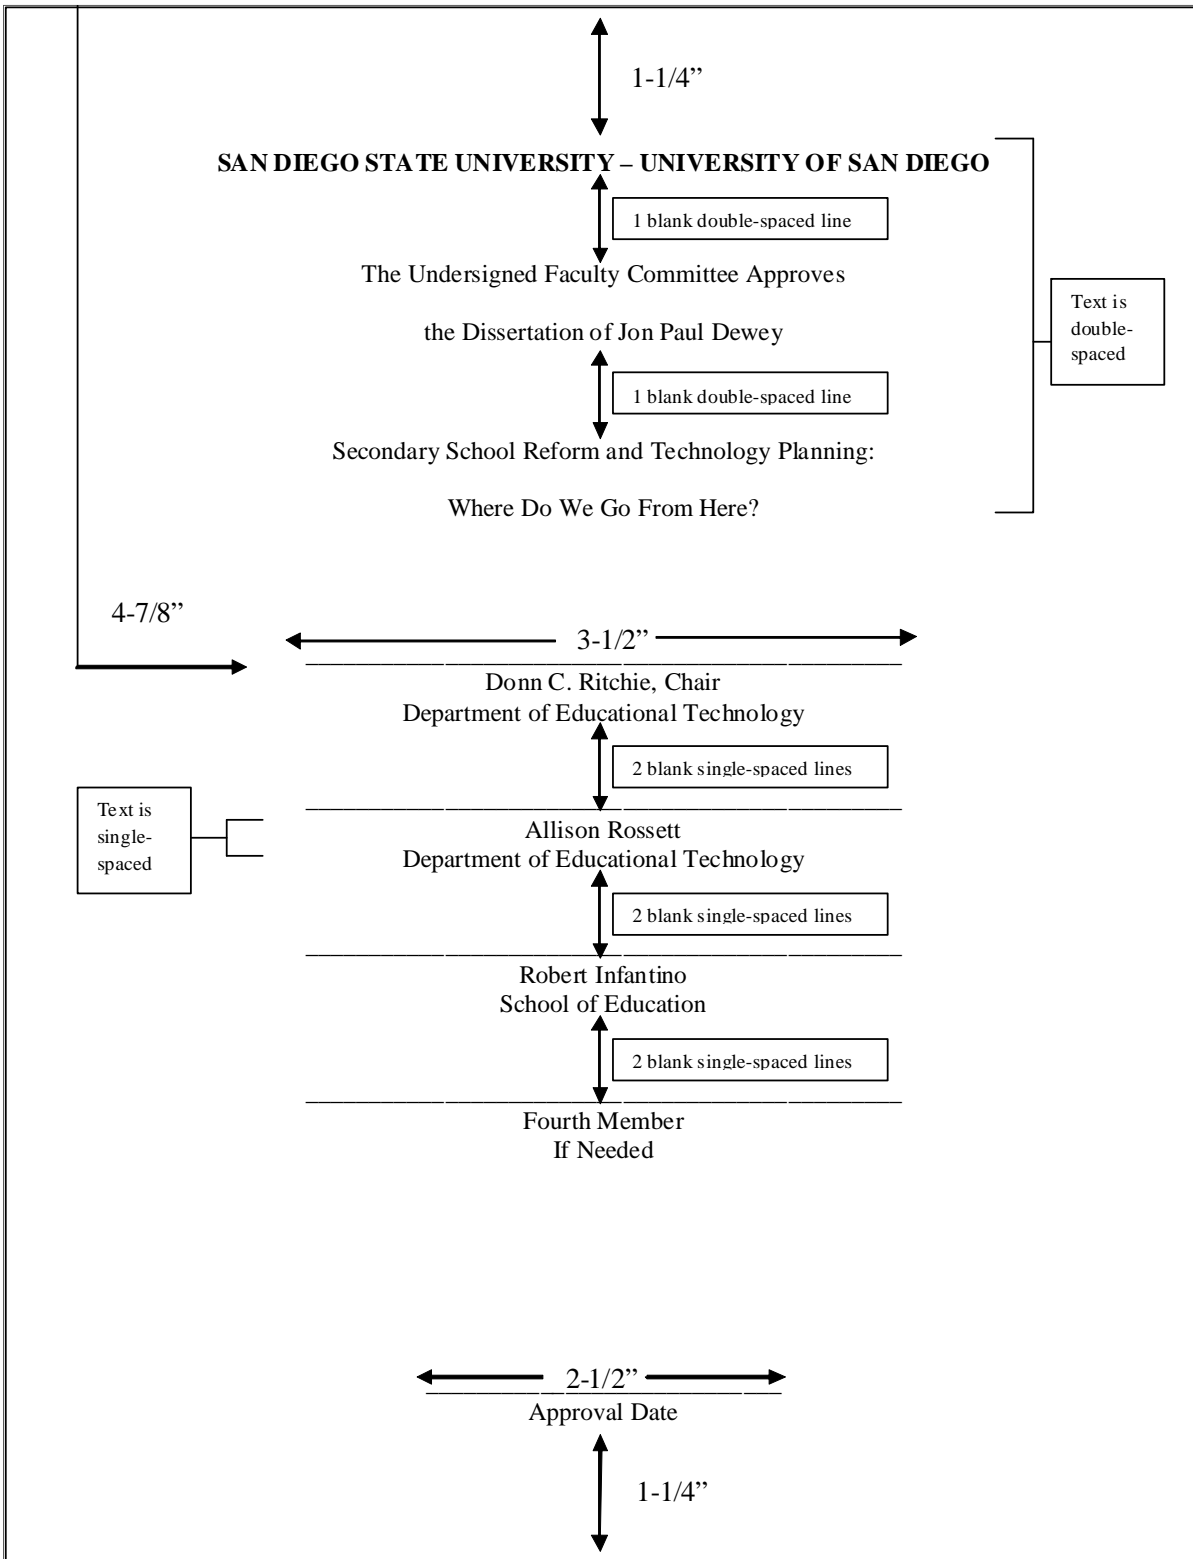 1-1/4”
SAN DIEGO STATE UNIVERSITY – UNIVERSITY OF SAN DIEGO
1 blank double-spaced line
The Undersigned Faculty Committee Approves
the Dissertation of Jon Paul Dewey
Text is
double-
spaced
1 blank double-spaced line
Secondary School Reform and Technology Planning:
Where Do We Go From Here?
4-7/8”
3-1/2”
Donn C. Ritchie, Chair
Department of Educational Technology
2 blank single-spaced lines
Text is
single-
spaced
Allison Rossett
Department of Educational Technology
2 blank single-spaced lines
Robert Infantino
School of Education
2 blank single-spaced lines
Fourth Member
If Needed
2-1/2”
Approval Date
1-1/4”